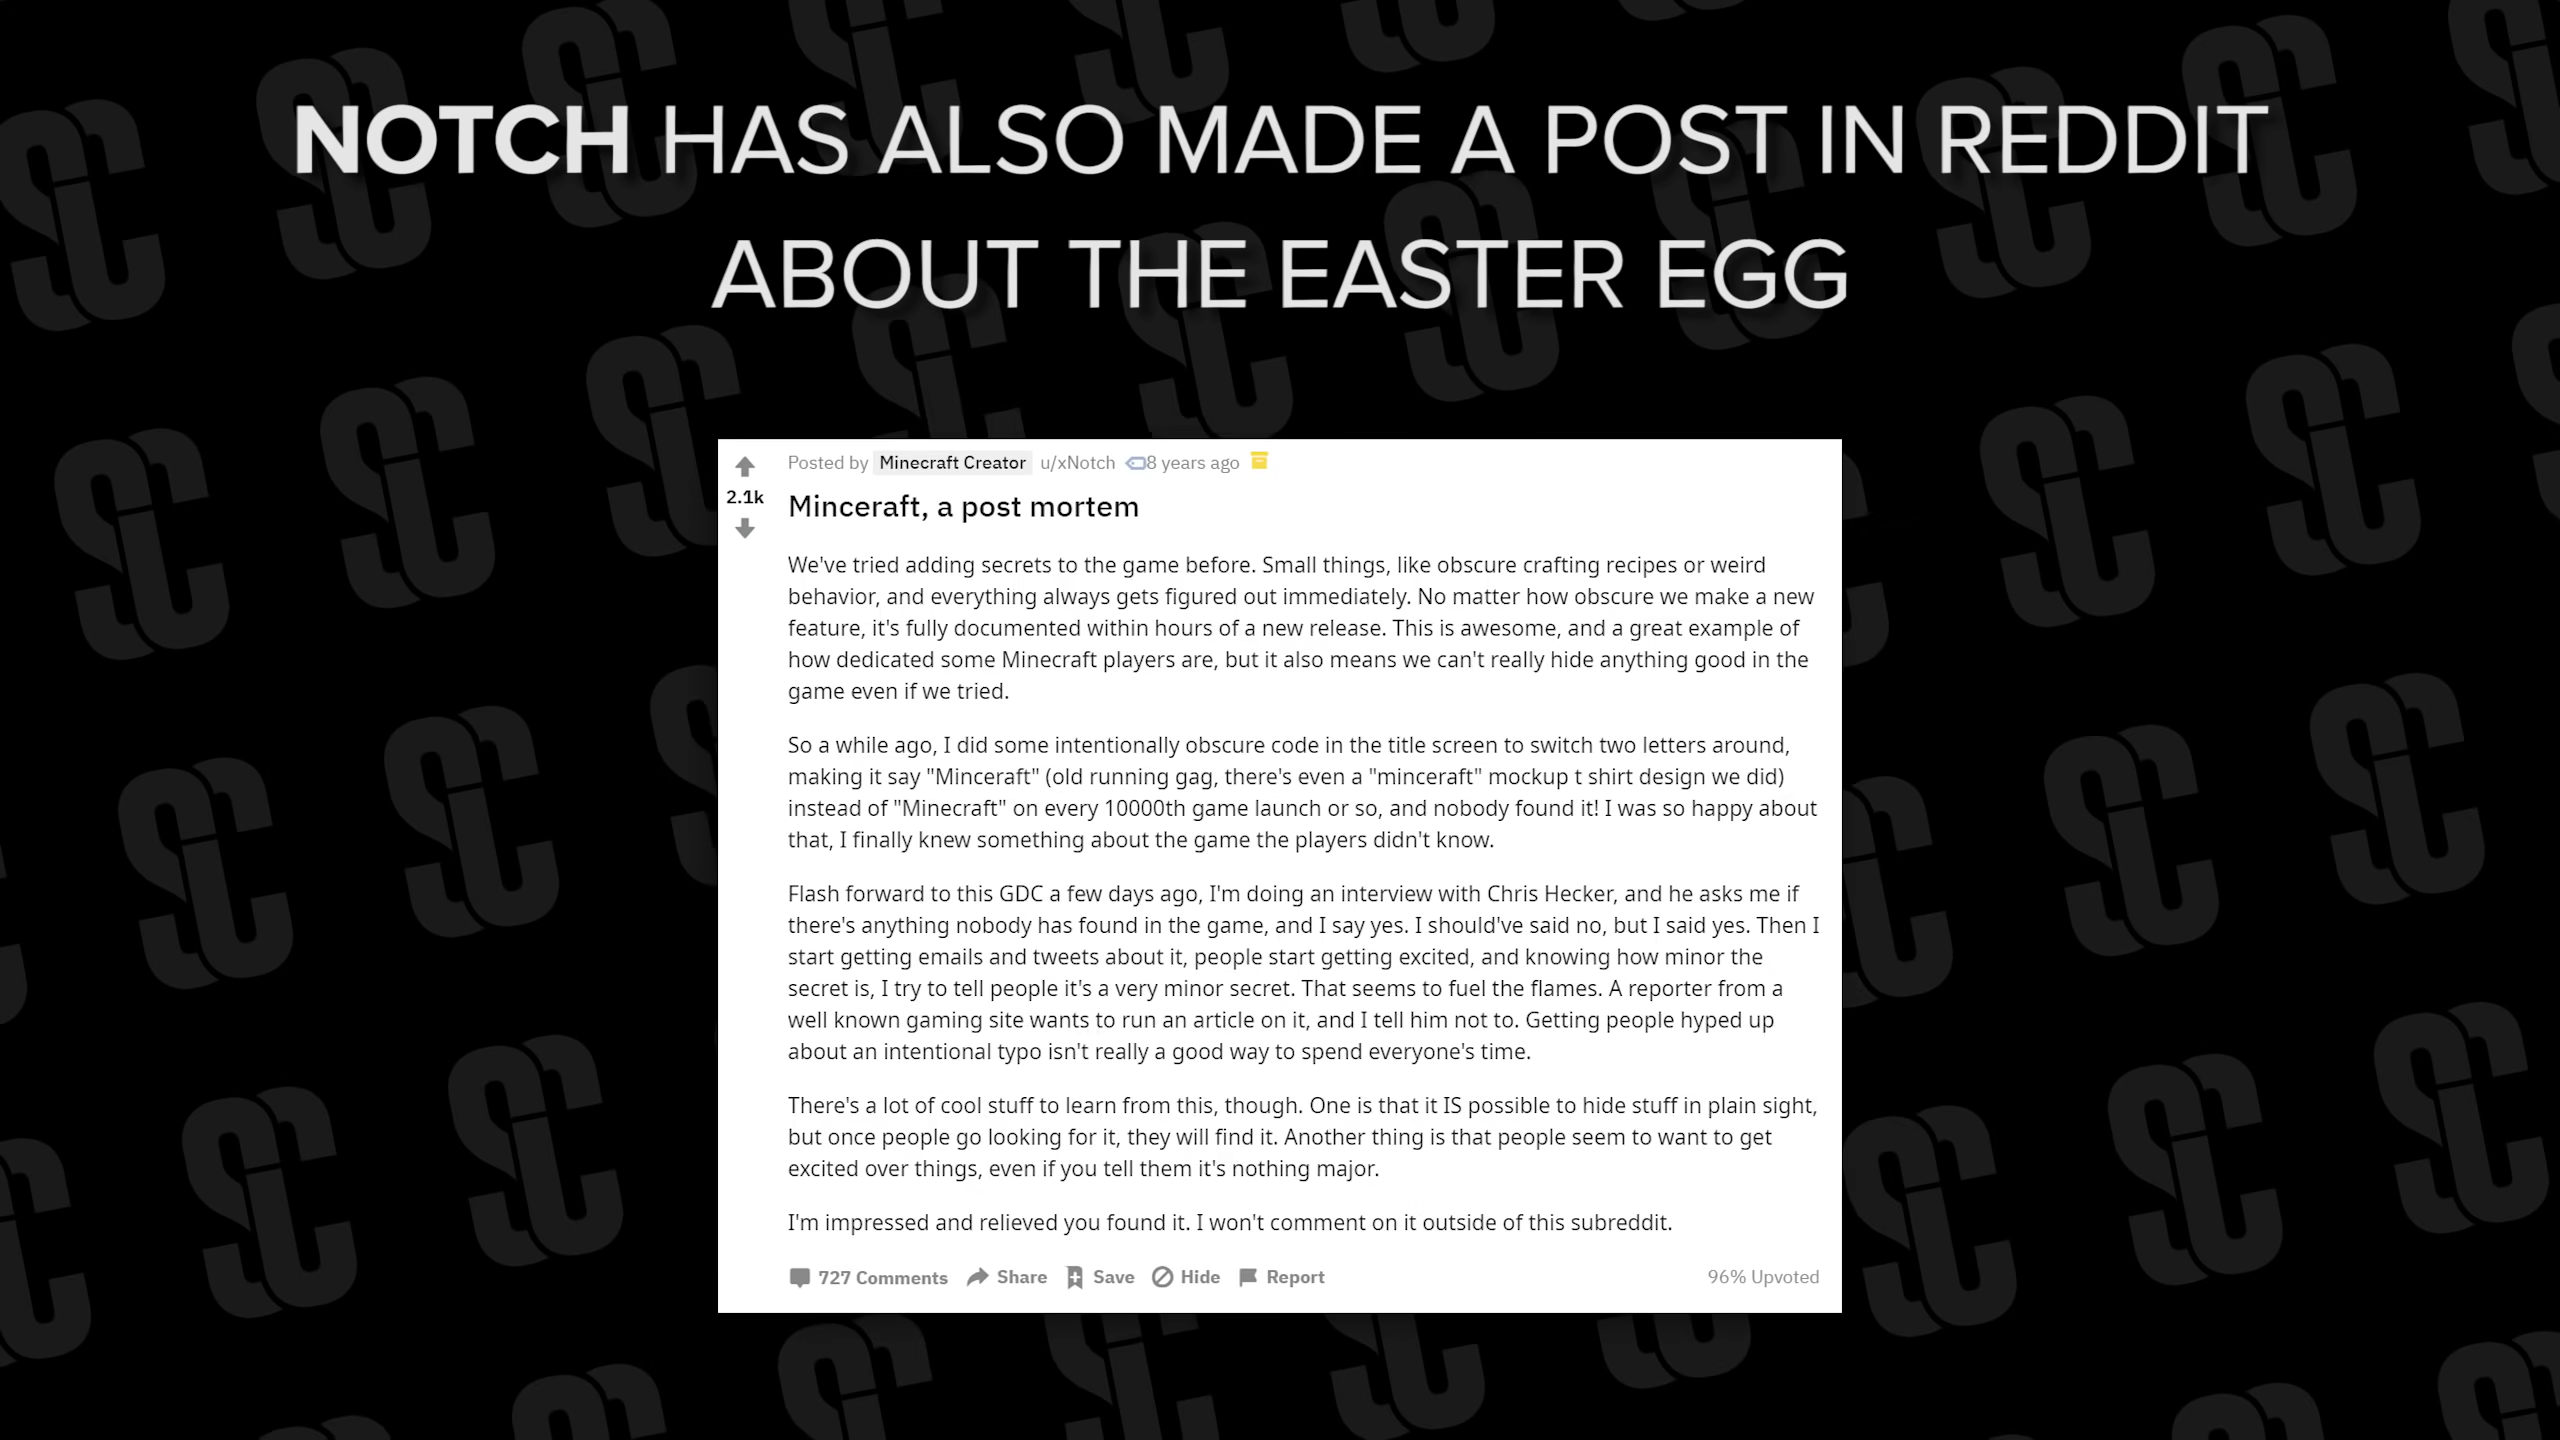 NOTCH HAS ALSO MADE A POST IN REDDIT
ABOUT THE EASTER EGG
Posted by Minecraft Creator u/xNotch 8 years ago
2.1k
Minceraft, a post mortem
We've tried adding secrets to the game before. Small things, like obscure crafting recipes or weird
behavior, and everything always gets figured out immediately. No matter how obscure we make a new
feature, it's fully documented within hours of a new release. This is awesome, and a great example of
how dedicated some Minecraft players are, but it also means we can't really hide anything good in the
game even if we tried.
So a while ago, I did some intentionally obscure code in the title screen to switch two letters around,
making it say "Minceraft" (old running gag, there's even a "minceraft" mockup t shirt design we did)
instead of "Minecraft" on every 10000th game launch or so, and nobody found it! I was so happy about
that, I finally knew something about the game the players didn't know.
Flash forward to this GDC a few days ago, I'm doing an interview with Chris Hecker, and he asks me if
there's anything nobody has found in the game, and I say yes. I should've said no, but I said yes. Then I
start getting emails and tweets about it, people start getting excited, and knowing how minor the
secret is, I try to tell people it's a very minor secret. That seems to fuel the flames. A reporter from a
well known gaming site wants to run an article on it, and I tell him not to. Getting people hyped up
about an intentional typo isn't really a good way to spend everyone's time.
There's a lot of cool stuff to learn from this, though. One is that it IS possible to hide stuff in plain sight,
but once people go looking for it, they will find it. Another thing is that people seem to want to get
excited over things, even if you tell them it's nothing major.
I'm impressed and relieved you found it. I won't comment on it outside of this subreddit.
727 Comments Share Save Hide Report 96% Upvoted